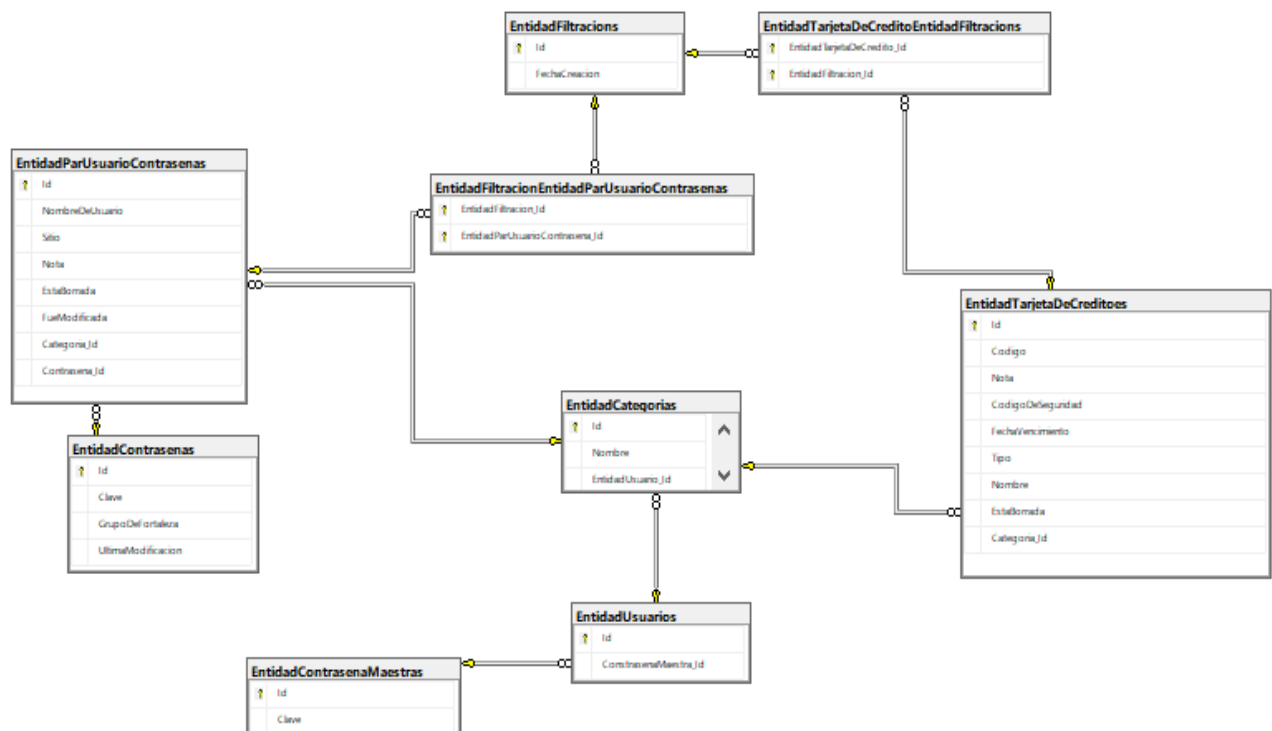 EntidadFiltracions
Id
FechaCreacion
EntidadTarjetaDeCreditoEntidadFiltracions
EntidadTarjetaDeCredito_Id
EntidadFiltracion_Id
EntidadParUsuarioContrasenas
Id
NombreDeUsuario
Sitio
Nota
EstaBorrada
FueModificada
Categoria_Id
Contrasena_Id
EntidadFiltracionEntidadParUsuarioContrasenas
EntidadFiltracion_Id
EntidadParUsuarioContrasena_Id
EntidadTarjetaDeCreditoes
Id
Codigo
Nota
CodigoDeSeguridad
FechaVencimiento
Tipo
Nombre
EstaBorrada
Categoria_Id
EntidadCategorias
Id
Nombre
EntidadUsuario_Id
EntidadContrasenas
Id
Clave
GrupoDeFortaleza
UltimaModificacion
EntidadUsuarios
Id
ConstrasenaMaestra_Id
EntidadContrasenaMaestras
Id
Clave